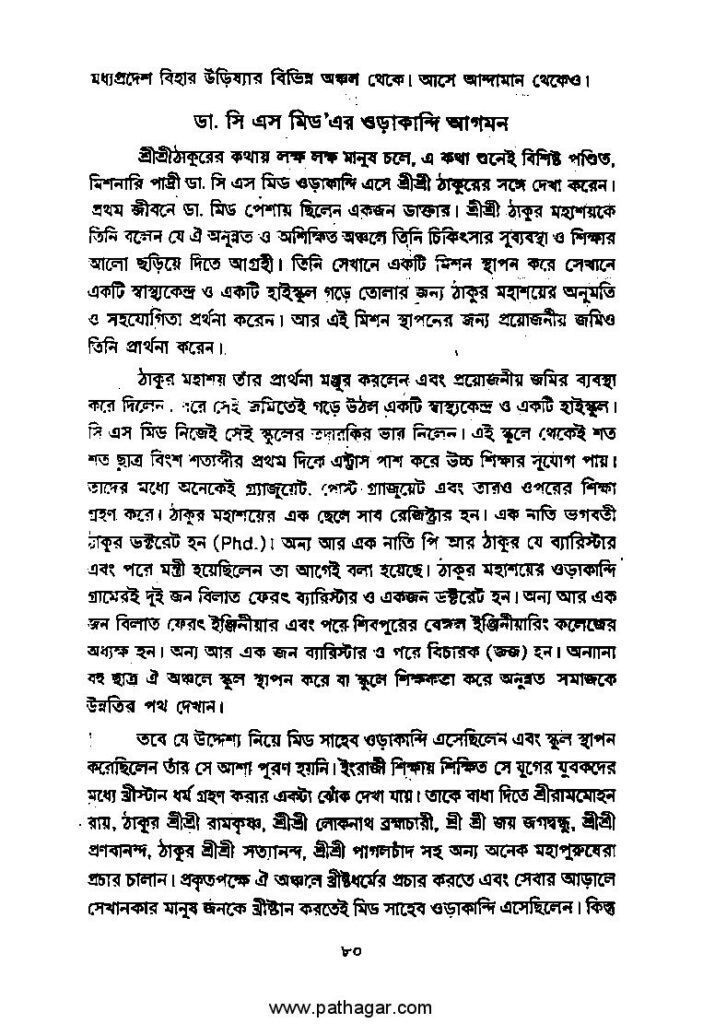 মধ্যপ্রদেশ বিহার উড়িষ্যার বিভিন্ন অঞ্চল থেকে। আসে আন্দামান থেকেও।
ডা. সি এস মিড'এর ওড়াকান্দি আগমন
শ্রীশ্রীঠাকুরের কথায় লক্ষ লক্ষ মানুষ চলে, এ কথা শুনেই বিশিষ্ট পণ্ডিত,
মিশনারি পাদ্রী ডা. সি এস মিড ওড়াকান্দি এসে শ্রীশ্রী ঠাকুরের সঙ্গে দেখা করেন।
প্রথম জীবনে ডা. মিড পেশায় ছিলেন একজন ডাক্তার। শ্রীশ্রী ঠাকুর মহাশয়কে
তিনি বলেন যে ঐ অনুন্নত ও অশিক্ষিত অঞ্চলে তিনি চিকিৎসার সুব্যবস্থা ও শিক্ষার
আলো ছড়িয়ে দিতে আগ্রহী। তিনি সেখানে একটি মিশন স্থাপন করে সেখানে
একটি স্বাস্থ্যকেন্দ্র ও একটি হাইস্কুল গড়ে তোলার জন্য ঠাকুর মহাশয়ের অনুমতি
ও সহযোগিতা প্রর্থনা করেন। আর এই মিশন স্থাপনের জন্য প্রয়োজনীয় জমিও
তিনি প্রার্থনা করেন।
ঠাকুর মহাশয় তাঁর প্রার্থনা মঞ্জুর করলেন এবং প্রয়োজনীয় জমির ব্যবস্থা
করে দিলেন। পরে সেই জমিতেই গড়ে উঠল একটি স্বাস্থ্যকেন্দ্র ও একটি হাইস্কুল।
সি এস মিড নিজেই সেই স্কুলের তদারকির ভার নিলেন। এই স্কুলে থেকেই শত
শত ছাত্র বিংশ শতাব্দীর প্রথম দিকে এন্ট্রাস পাশ করে উচ্চ শিক্ষার সুযোগ পায়।
তাদের মধ্যে অনেকেই গ্র্যাজুয়েট, পোস্ট গ্র্যাজুয়েট এবং তারও ওপরের শিক্ষা
গ্রহণ করে। ঠাকুর মহাশয়ের এক ছেলে সাব রেজিষ্ট্রার হন। এক নাতি ভগবতী
ঠাকুর ডক্টরেট হন (Phd.)। অন্য আর এক নাতি পি আর ঠাকুর যে ব্যারিস্টার
এবং পরে মন্ত্রী হয়েছিলেন তা আগেই বলা হয়েছে। ঠাকুর মহাশয়ের ওড়াকান্দি
গ্রামেরই দুই জন বিলাত ফেরৎ ব্যারিস্টার ও একজন ডক্টরেট হন। অন্য আর এক
জন বিলাত ফেরৎ ইঞ্জিনীয়ার এবং পরে শিবপুরের বেঙ্গল ইঞ্জিনীয়ারিং কলেজের
অধ্যক্ষ হন। অন্য আর এক জন ব্যারিস্টার ও পরে বিচারক (জজ) হন। অন্যান্য
বহু ছাত্র ঐ অঞ্চলে স্কুল স্থাপন করে বা স্কুলে শিক্ষকতা করে অনুন্নত সমাজকে
উন্নতির পথ দেখান।
তবে যে উদ্দেশ্য নিয়ে মিড সাহেব ওড়াকান্দি এসেছিলেন এবং স্কুল স্থাপন
করেছিলেন তাঁর সে আশা পূরণ হয়নি। ইংরাজী শিক্ষায় শিক্ষিত সে যুগের যুবকদের
মধ্যে খ্রীস্টান ধর্ম গ্রহণ করার একটা ঝোঁক দেখা যায়। তাকে বাধা দিতে শ্রীরামমোহন
রায়, ঠাকুর শ্রীশ্রী রামকৃষ্ণ, শ্রীশ্রী লোকনাথ ব্রহ্মচারী, শ্রী শ্রী জয় জগদ্বন্ধু, শ্রীশ্রী
প্রণবানন্দ, ঠাকুর শ্রীশ্রী সত্যানন্দ, শ্রীশ্রী পাগলচাঁদ সহ অন্য অনেক মহাপুরুষেরা
প্রচার চালান। প্রকৃতপক্ষে ঐ অঞ্চলে খ্রীষ্টধর্মের প্রচার করতে এবং সেবার আড়ালে
সেখানকার মানুষ জনকে খ্রীষ্টান করতেই মিড সাহেব ওড়াকান্দি এসেছিলেন। কিন্তু
৮০
www.pathagar.com